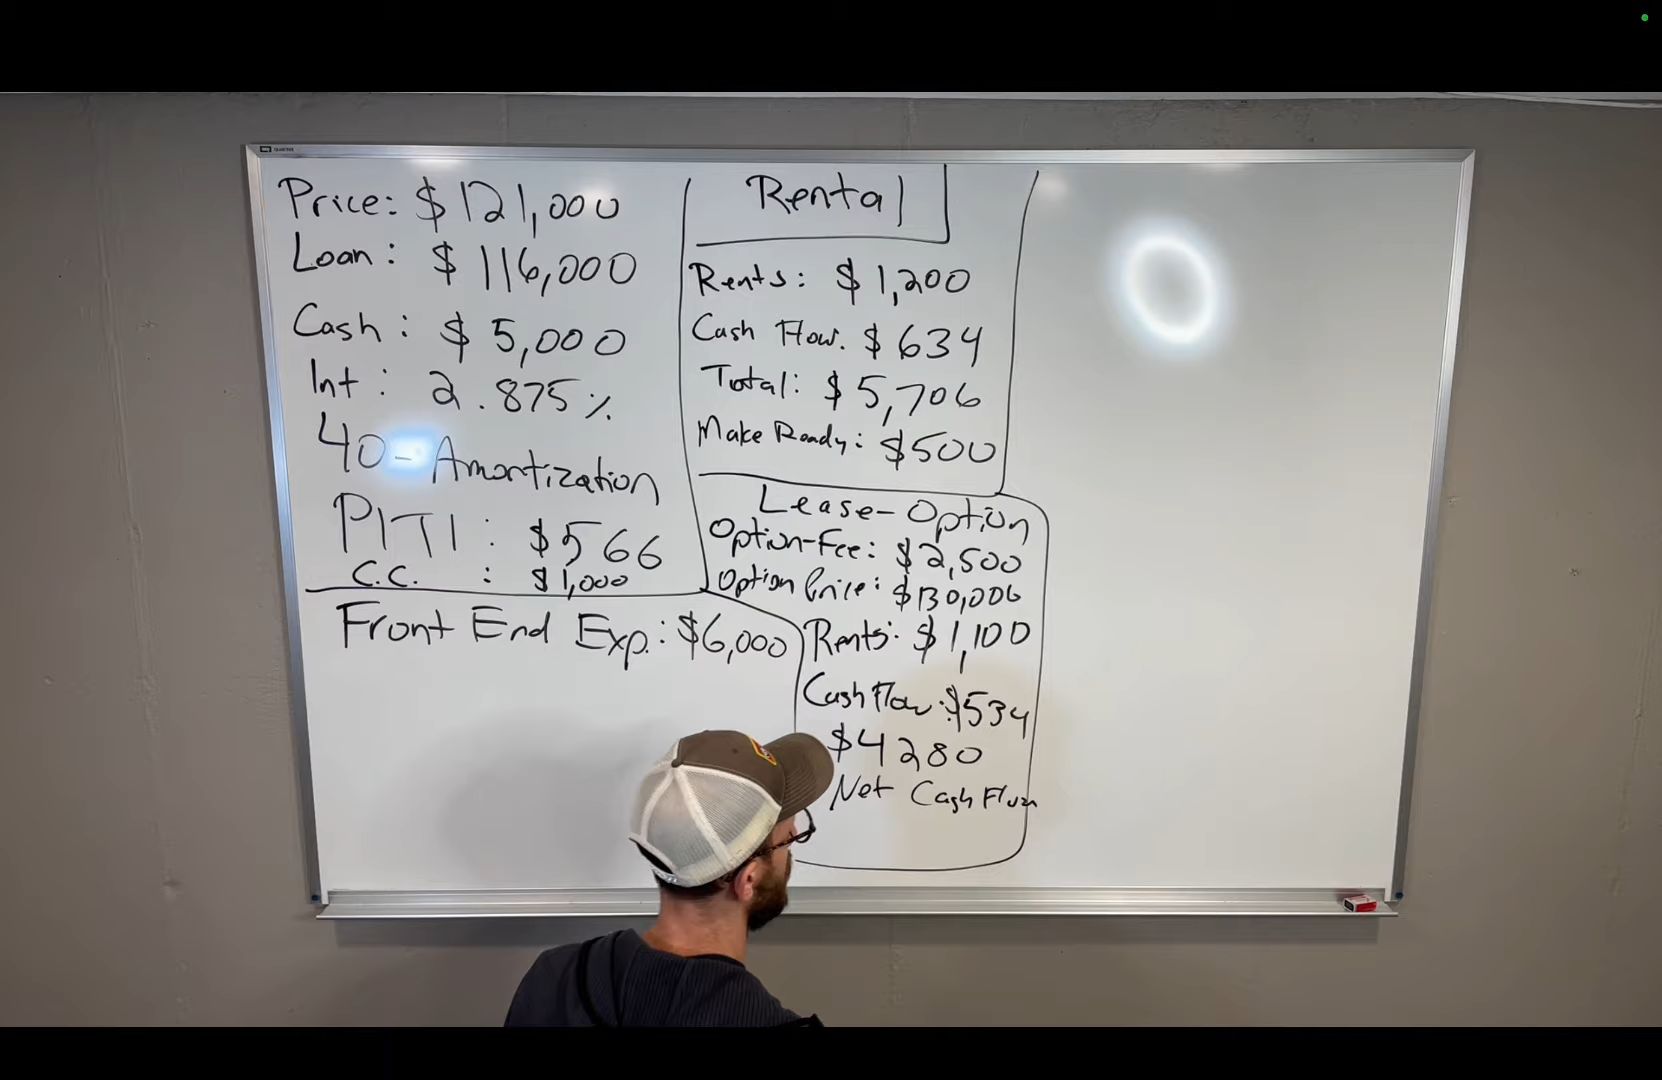 Price: $121,000
Loan: $116,000
Cash: $5,000
Int: 2.875%
40- Amortization
PITI: $566
C.C. : $1,000
Front End Exp.: $6,000
Rental
Rents: $1,200
Cash Flow. $634
Total: $5,706
Make Ready: $500
Lease-Option
Option-Fee: $2,500
Option Price: $130,000
Rents: $1,100
Cash Flow: $534
$4280
Net Cash Flow